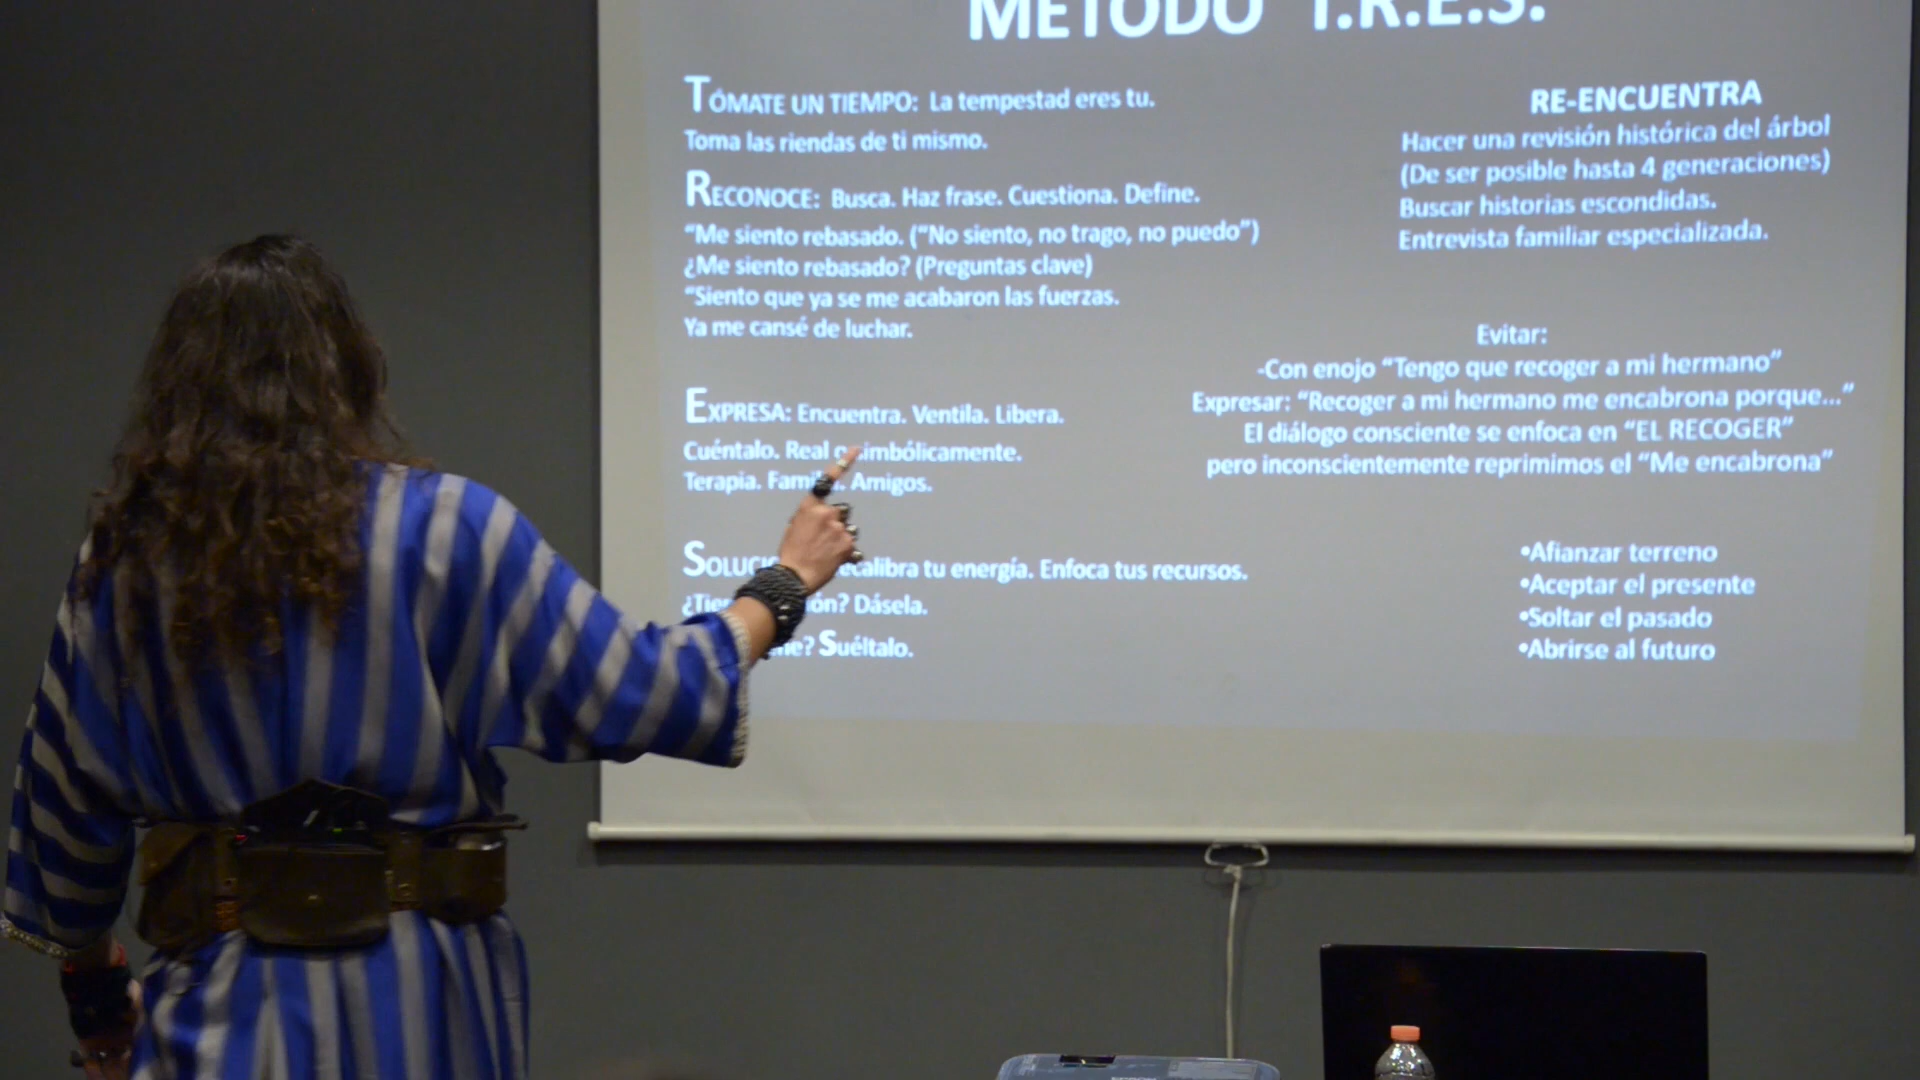 MÉTODO T.R.E.S.
TÓMATE UN TIEMPO: La tempestad eres tu.
Toma las riendas de ti mismo.
RECONOCE: Busca. Haz frase. Cuestiona. Define.
“Me siento rebasado. (“No siento, no trago, no puedo”)
¿Me siento rebasado? (Preguntas clave)
“Siento que ya se me acabaron las fuerzas.
Ya me cansé de luchar.
EXPRESA: Encuentra. Ventila. Libera.
Cuéntalo. Real o simbólicamente.
Terapia. Amigos.
tu energía. Enfoca tus recursos.
Dásela.
Suéltalo.
RE-ENCUENTRA
Hacer una revisión histórica del árbol
(De ser posible hasta 4 generaciones)
Buscar historias escondidas.
Entrevista familiar especializada.
Evitar:
-Con enojo “Tengo que recoger a mi hermano”
Expresar: “Recoger a mi hermano me encabrona porque...”
El diálogo consciente se enfoca en “EL RECOGER”
pero inconscientemente reprimimos el “Me encabrona”
•Afianzar terreno
•Aceptar el presente
•Soltar el pasado
•Abrirse al futuro
EPSON